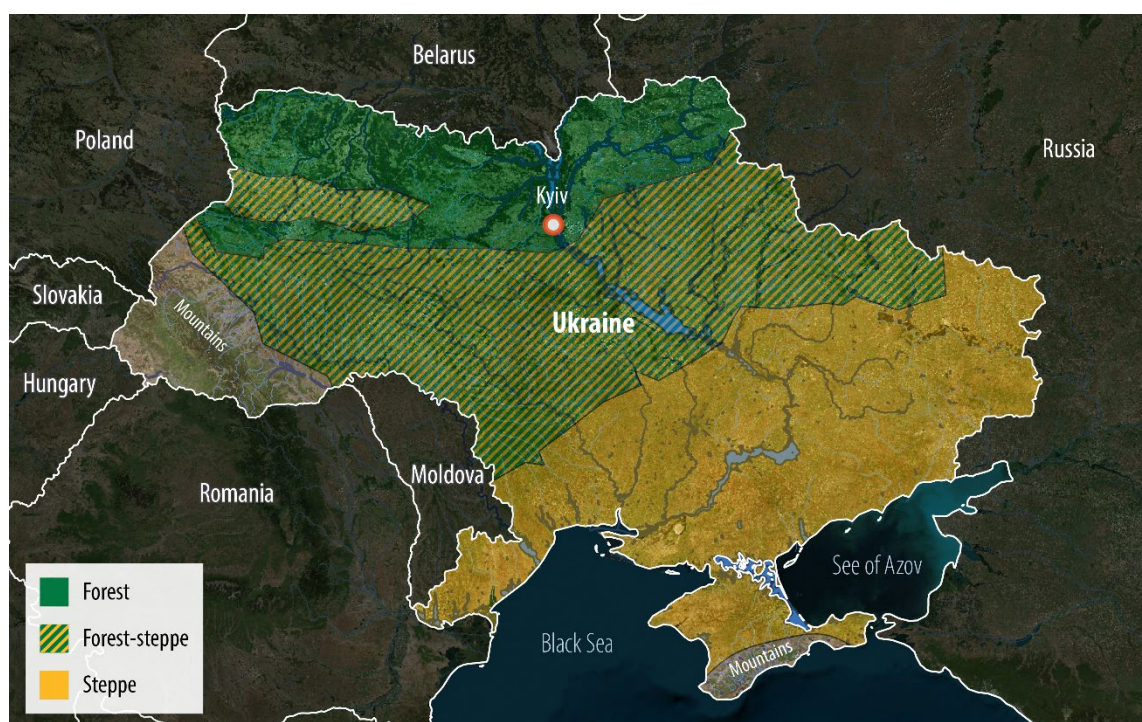 Belarus
Poland
Russia
Kyiv
Slovakia
Mountains
Ukraine
Hungary
Moldova
Romania
See of Azov
Black Sea
Mountains
Forest
Forest-steppe
Steppe